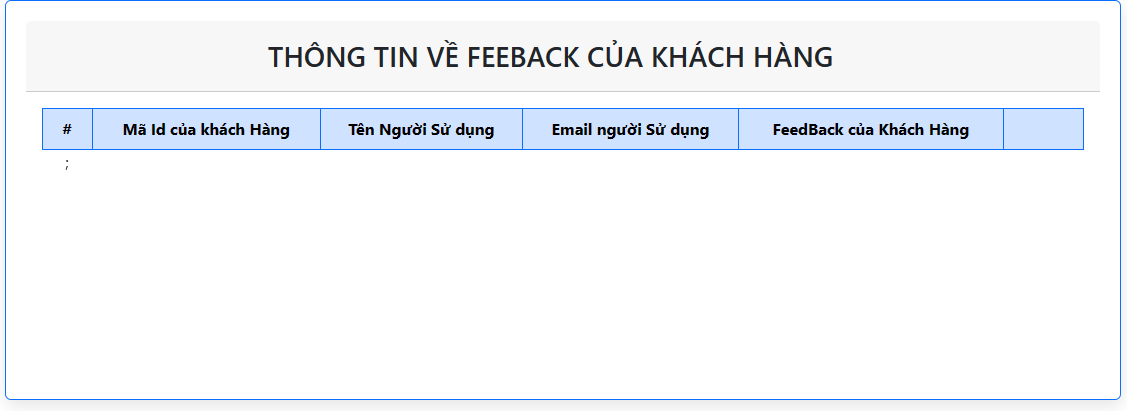 THÔNG TIN VỀ FEEBACK CỦA KHÁCH HÀNG
# Mã Id của khách Hàng Tên Người Sử dụng Email người Sử dụng FeedBack của Khách Hàng
;